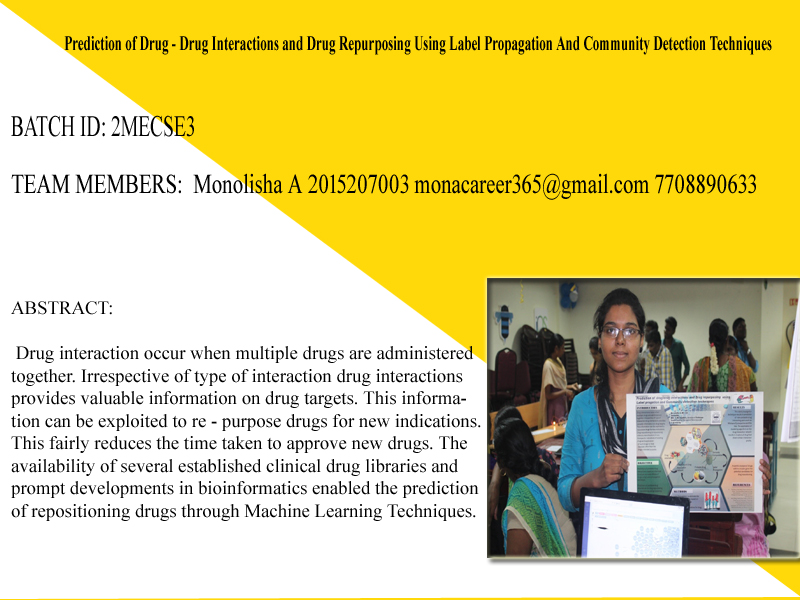 Prediction of Drug - Drug Interactions and Drug Repurposing Using Label Propagation And Community Detection Techniques
BATCH ID: 2MECSE3
TEAM MEMBERS:  Monolisha A 2015207003 monacareer365@gmail.com 7708890633
ABSTRACT:
Drug interaction occur when multiple drugs are administered
together. Irrespective of type of interaction drug interactions
provides valuable information on drug targets. This informa-
tion can be exploited to re - purpose drugs for new indications.
This fairly reduces the time taken to approve new drugs. The
availability of several established clinical drug libraries and
prompt developments in bioinformatics enabled the prediction
of repositioning drugs through Machine Learning Techniques.